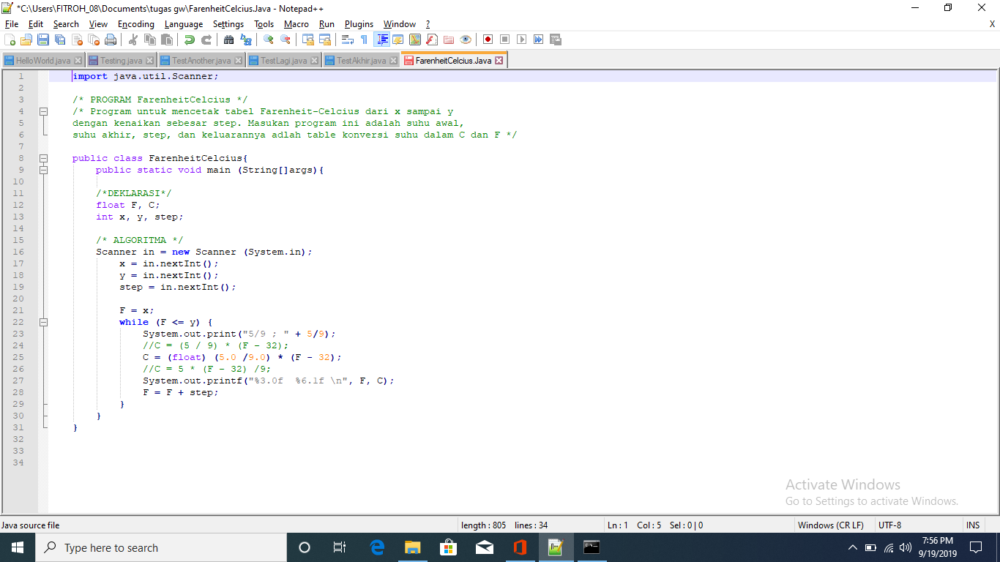 *C:\Users\FITROH_08\Documents\tugas gw\FarenheitCelcius.Java - Notepad++
File Edit Search View Encoding Language Settings Tools Macro Run Plugins Window ? X
HelloWorld.java Testing.java TestAnother.java TestLagi.java TestAkhir.java FarenheitCelcius.Java
1 import java.util.Scanner;
2
3 /* PROGRAM FarenheitCelcius */
4 /* Program untuk mencetak tabel Farenheit-Celcius dari x sampai y
5 dengan kenaikan sebesar step. Masukan program ini adalah suhu awal,
6 suhu akhir, step, dan keluarannya adlah table konversi suhu dalam C dan F */
7
8 public class FarenheitCelcius{
9 public static void main (String[]args){
10
11 /*DEKLARASI*/
12 float F, C;
13 int x, y, step;
14
15 /* ALGORITMA */
16 Scanner in = new Scanner (System.in);
17 x = in.nextInt();
18 y = in.nextInt();
19 step = in.nextInt();
20
21 F = x;
22 while (F <= y) {
23 System.out.print("5/9 ; " + 5/9);
24 //C = (5 / 9) * (F - 32);
25 C = (float) (5.0 /9.0) * (F - 32);
26 //C = 5 * (F - 32) /9;
27 System.out.printf("%3.0f  %6.1f \n", F, C);
28 F = F + step;
29 }
30 }
31 }
32
33
34
Activate Windows
Go to Settings to activate Windows.
Java source file length : 805 lines : 34 Ln : 1 Col : 5 Sel : 0 | 0 Windows (CR LF) UTF-8 INS
Type here to search
7:56 PM
9/19/2019